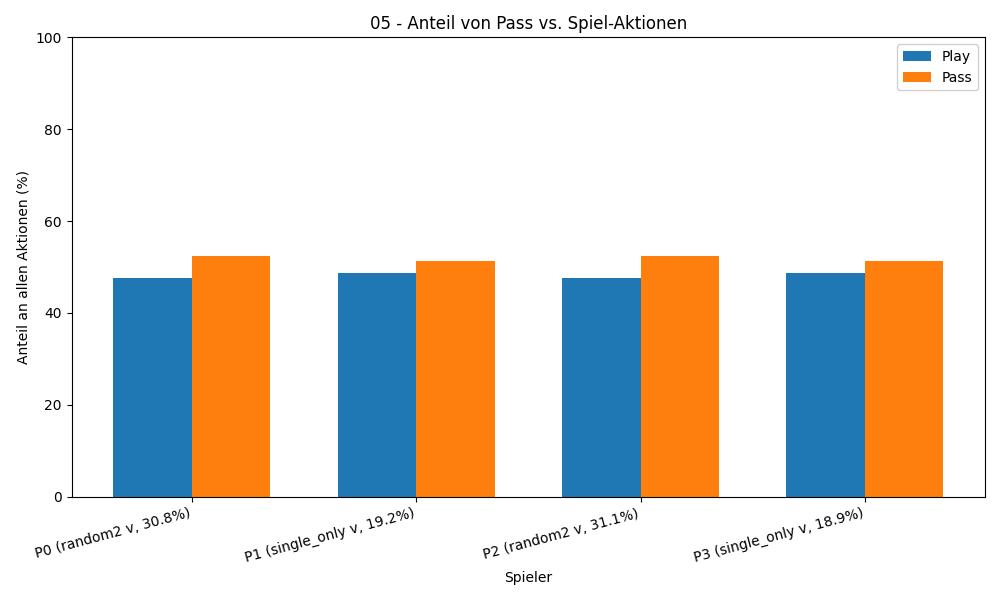 05 - Anteil von Pass vs. Spiel-Aktionen
Play
Pass
Anteil an allen Aktionen (%)
100
80
60
40
20
0
P0 (random2 v, 30.8%)
P1 (single_only v, 19.2%)
P2 (random2 v, 31.1%)
P3 (single_only v, 18.9%)
Spieler